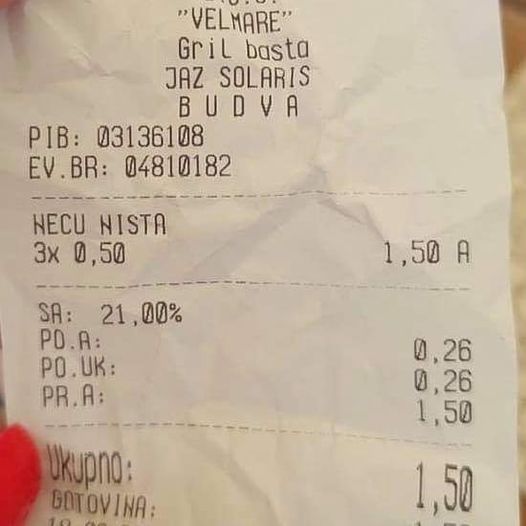 "VELMARE"
Gril basta
JAZ SOLARIS
B U D V A
PIB: 03136108
EV.BR: 04810182
NECU NISTA
3x 0,50 1,50 A
SA: 21,00%
PO.A: 0,26
PO.UK: 0,26
PR.A: 1,50
Ukupno: 1,50
GOTOVINA: